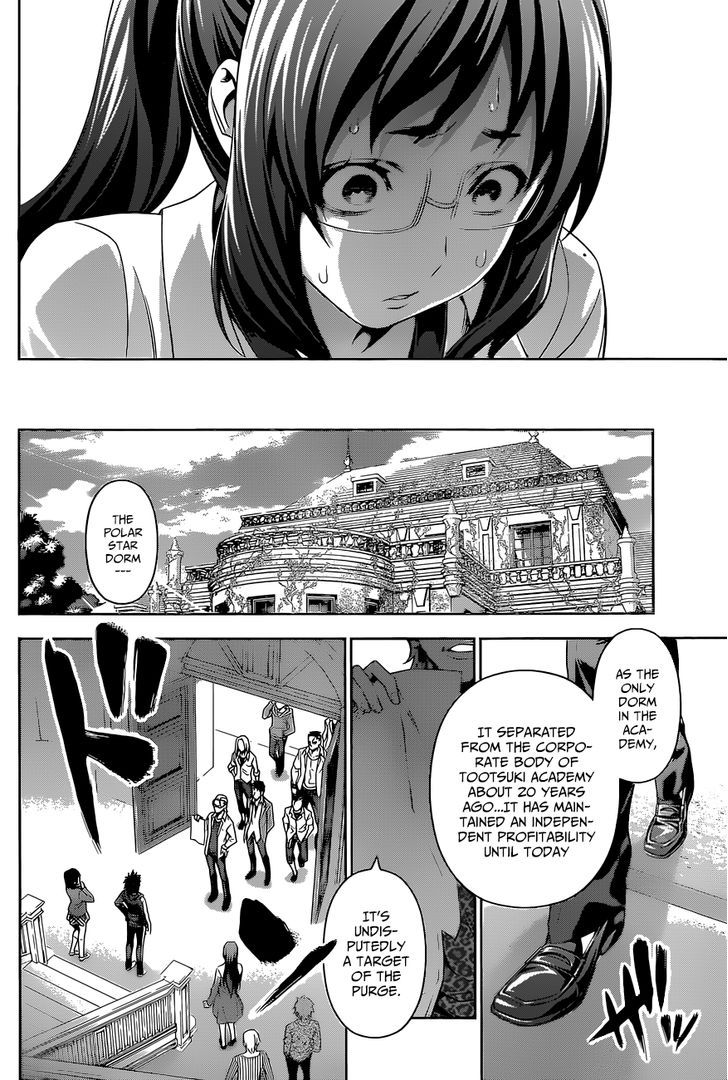 THE
POLAR
STAR
DORM
---
AS THE
ONLY
DORM
IN THE
ACA-
DEMY,
IT SEPARATED
FROM THE CORPO-
RATE BODY OF
TOOTSUKI ACADEMY
ABOUT 20 YEARS
AGO...IT HAS MAIN-
TAINED AN INDEPEN-
DENT PROFITABILITY
UNTIL TODAY
IT'S
UNDIS-
PUTEDLY
A TARGET
OF THE
PURGE.
ドン
ザッ